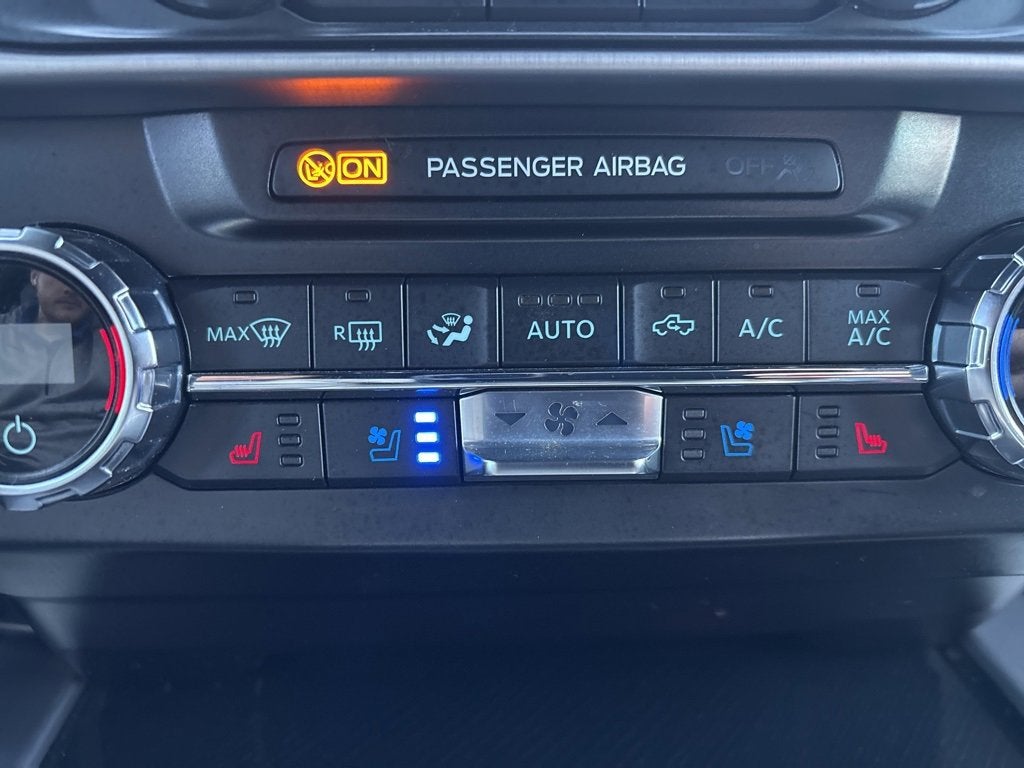 ON PASSENGER AIRBAG OFF
MAX R AUTO A/C MAX A/C